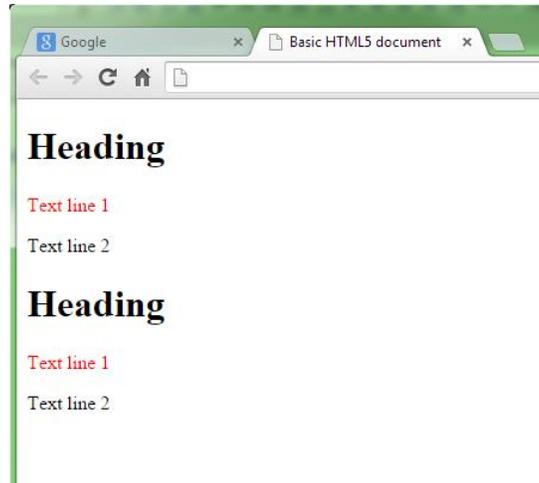 Google
Basic HTML5 document
Heading
Text line 1
Text line 2
Heading
Text line 1
Text line 2